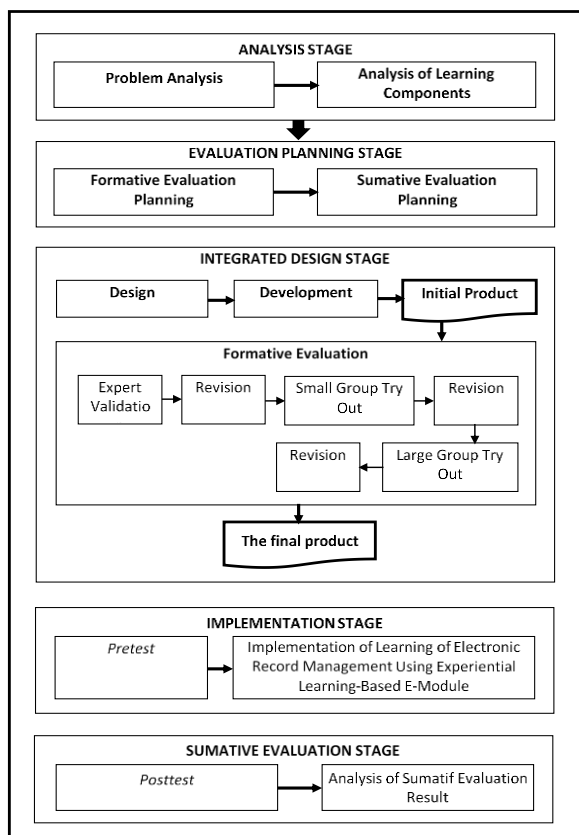 ANALYSIS STAGE
Problem Analysis
Analysis of Learning
Components
EVALUATION PLANNING STAGE
Formative Evaluation
Planning
Sumative Evaluation
Planning
INTEGRATED DESIGN STAGE
Design
Development
Initial Product
Formative Evaluation
Expert
Validatio
Revision
Small Group Try
Out
Revision
Large Group Try
Out
Revision
The final product
IMPLEMENTATION STAGE
Pretest
Implementation of Learning of Electronic
Record Management Using Experiential
Learning-Based E-Module
SUMATIVE EVALUATION STAGE
Posttest
Analysis of Sumatif Evaluation
Result